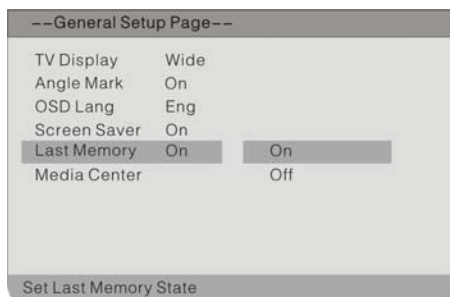 --General Setup Page--
TV Display Wide
Angle Mark On
OSD Lang Eng
Screen Saver On
Last Memory On On
Media Center Off
Set Last Memory State